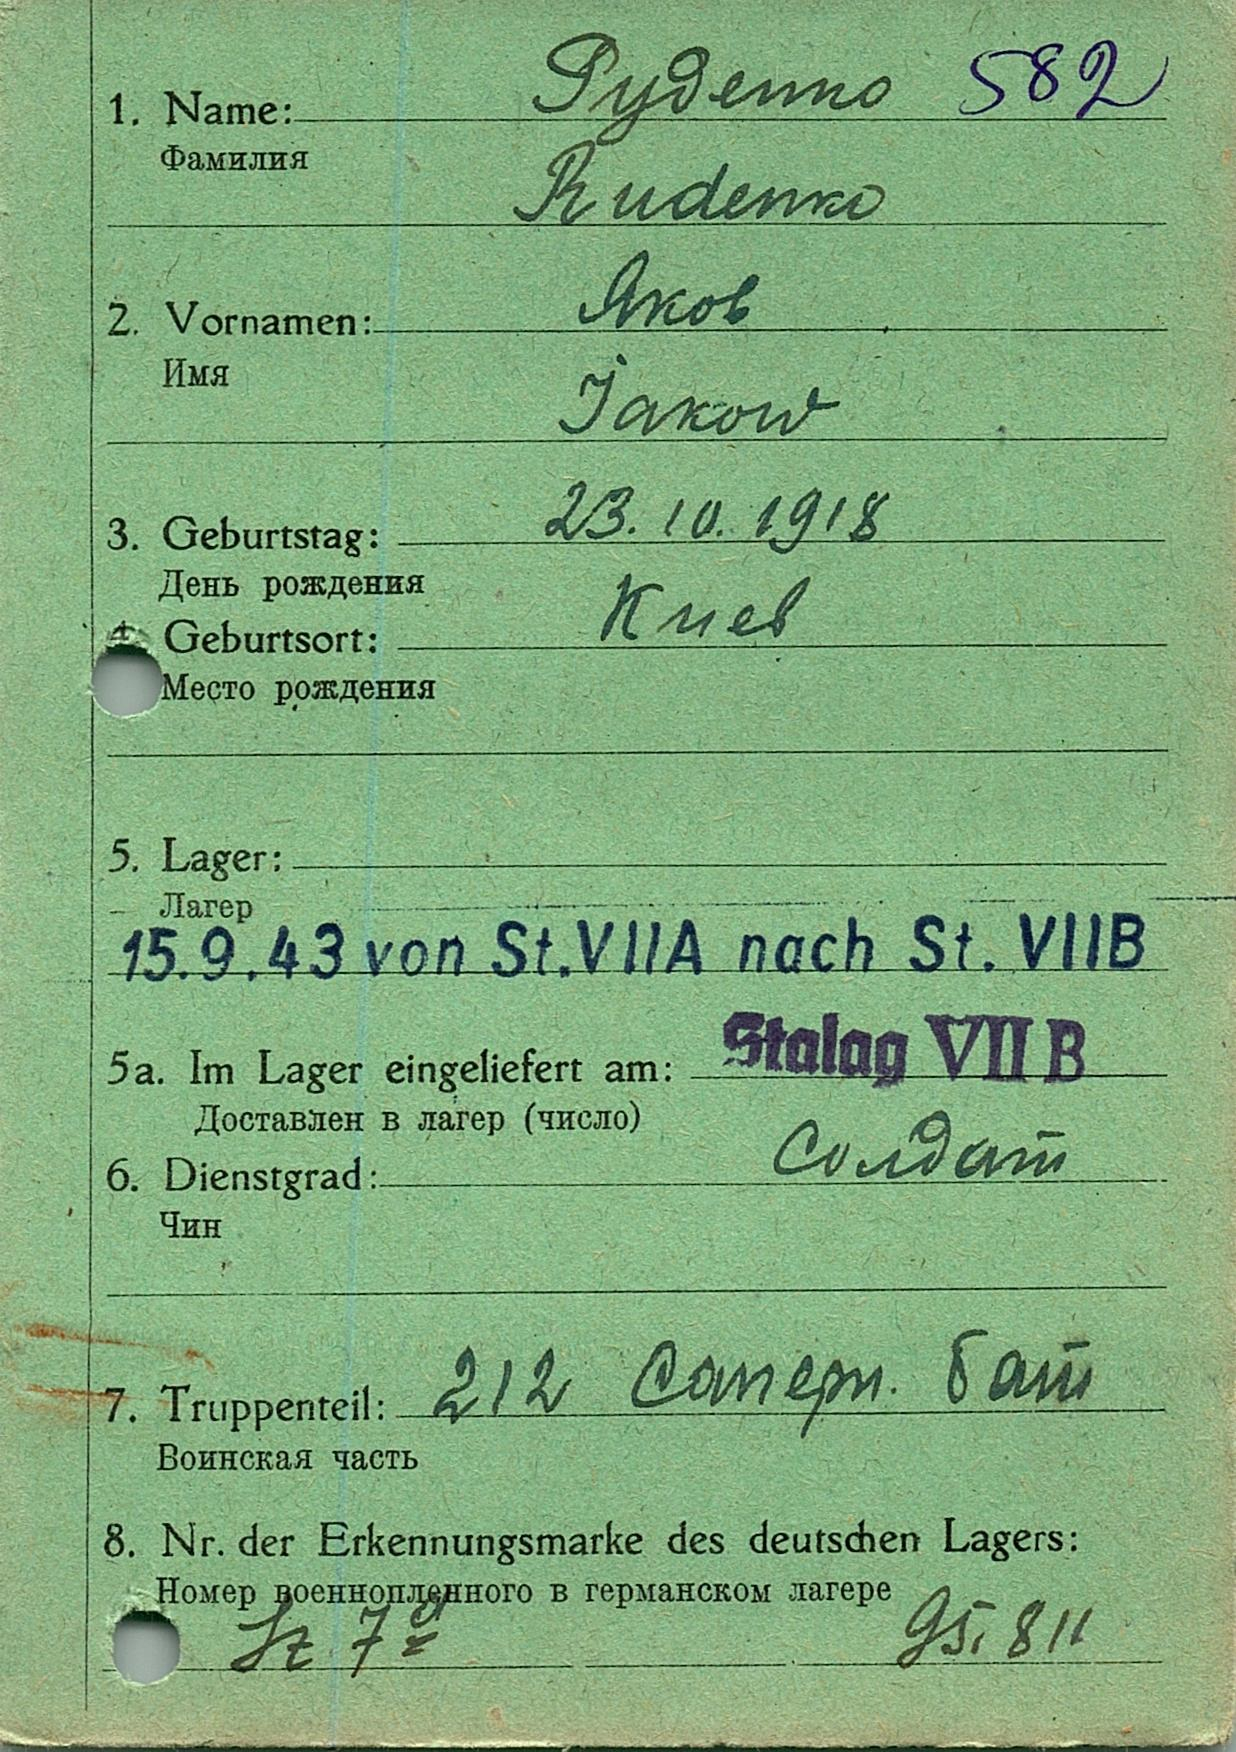 1. Name: Руденко 582
Фамилия
Rudenko
2. Vornamen: Яков
Имя
Jakow
3. Geburtstag: 23.10.1918
День рождения
4. Geburtsort: Киев
Место рождения
5. Lager:
Лагер
15.9.43 von St.VIIA nach St. VIIB
5a. Im Lager eingeliefert am: Stalag VII B
Доставлен в лагер (число)
6. Dienstgrad: Солдат
Чин
7. Truppenteil: 212 Саперн. бат
Воинская часть
8. Nr. der Erkennungsmarke des deutschen Lagers:
Номер военнопленного в германском лагере
7a 95.811